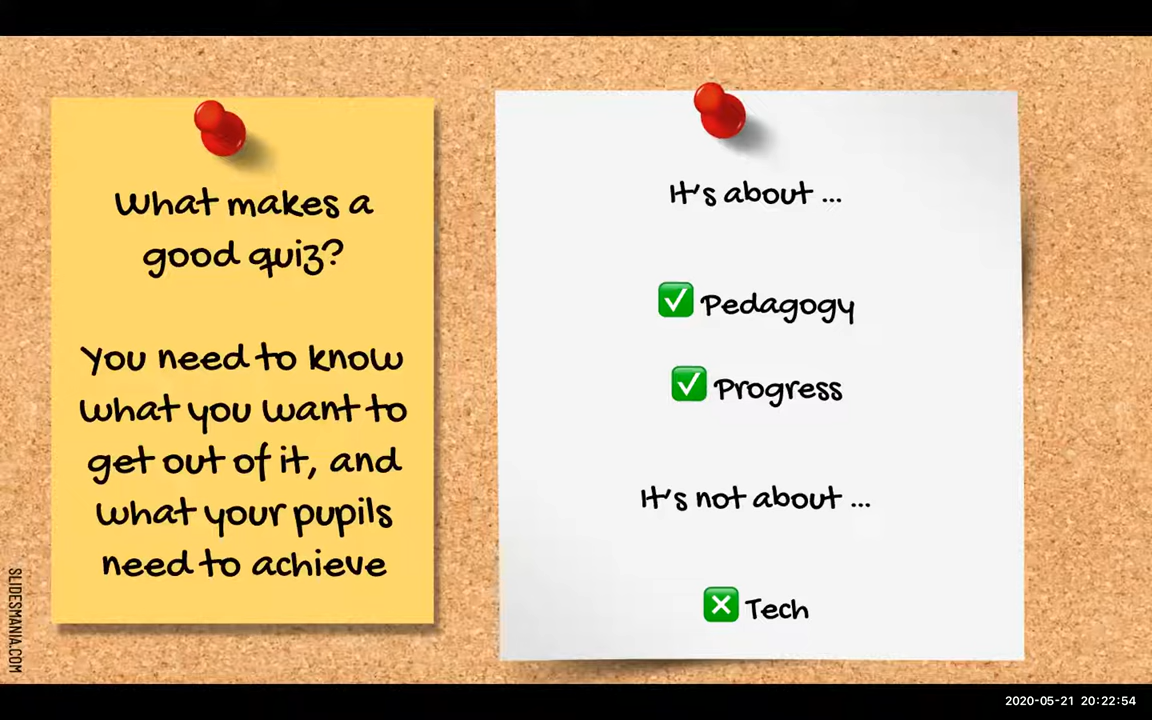 What makes a
good quiz?
You need to know
what you want to
get out of it, and
what your pupils
need to achieve
It's about ...
✅ Pedagogy
✅ Progress
It's not about ...
❎ Tech
SLIDESMANIA.COM
2020-05-21 20:22:54